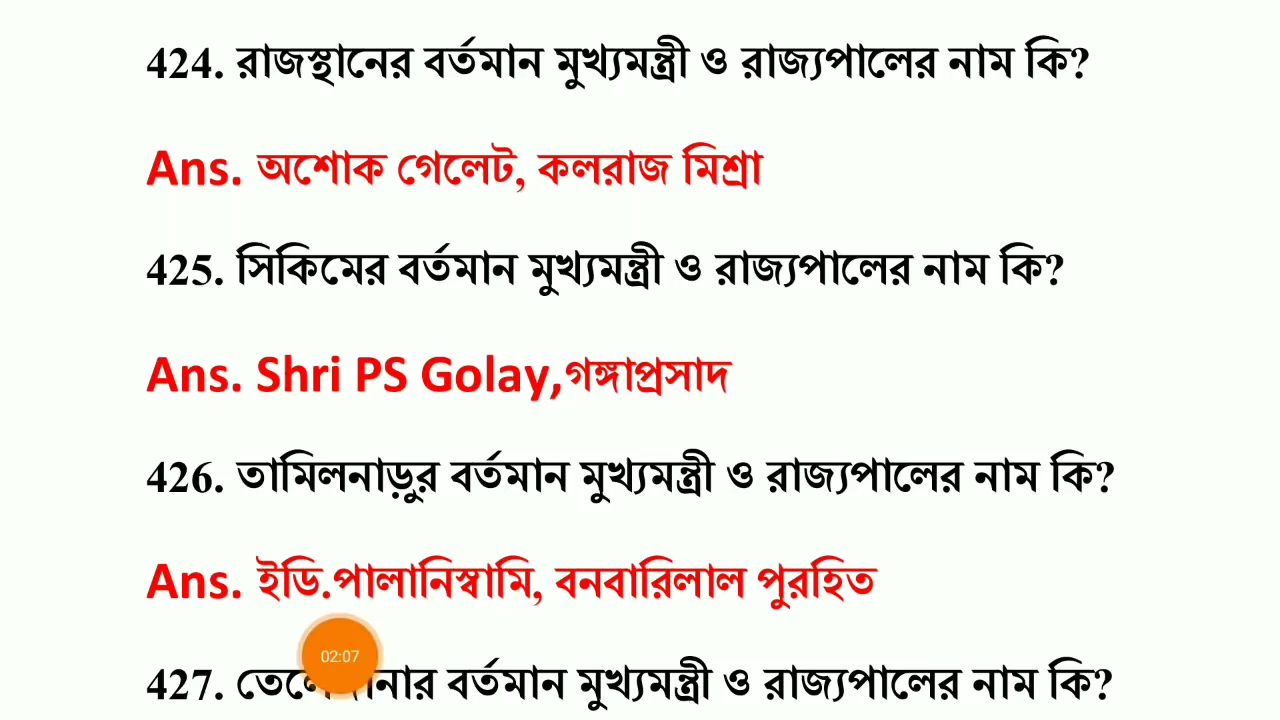 424. রাজস্থানের বর্তমান মুখ্যমন্ত্রী ও রাজ্যপালের নাম কি?
Ans. অশোক গেলেট, কলরাজ মিশ্রা
425. সিকিমের বর্তমান মুখ্যমন্ত্রী ও রাজ্যপালের নাম কি?
Ans. Shri PS Golay,গঙ্গাপ্রসাদ
426. তামিলনাড়ুর বর্তমান মুখ্যমন্ত্রী ও রাজ্যপালের নাম কি?
Ans. ইডি.পালানিস্বামি, বনবারিলাল পুরহিত
02:07
427. বর্তমান মুখ্যমন্ত্রী ও রাজ্যপালের নাম কি?